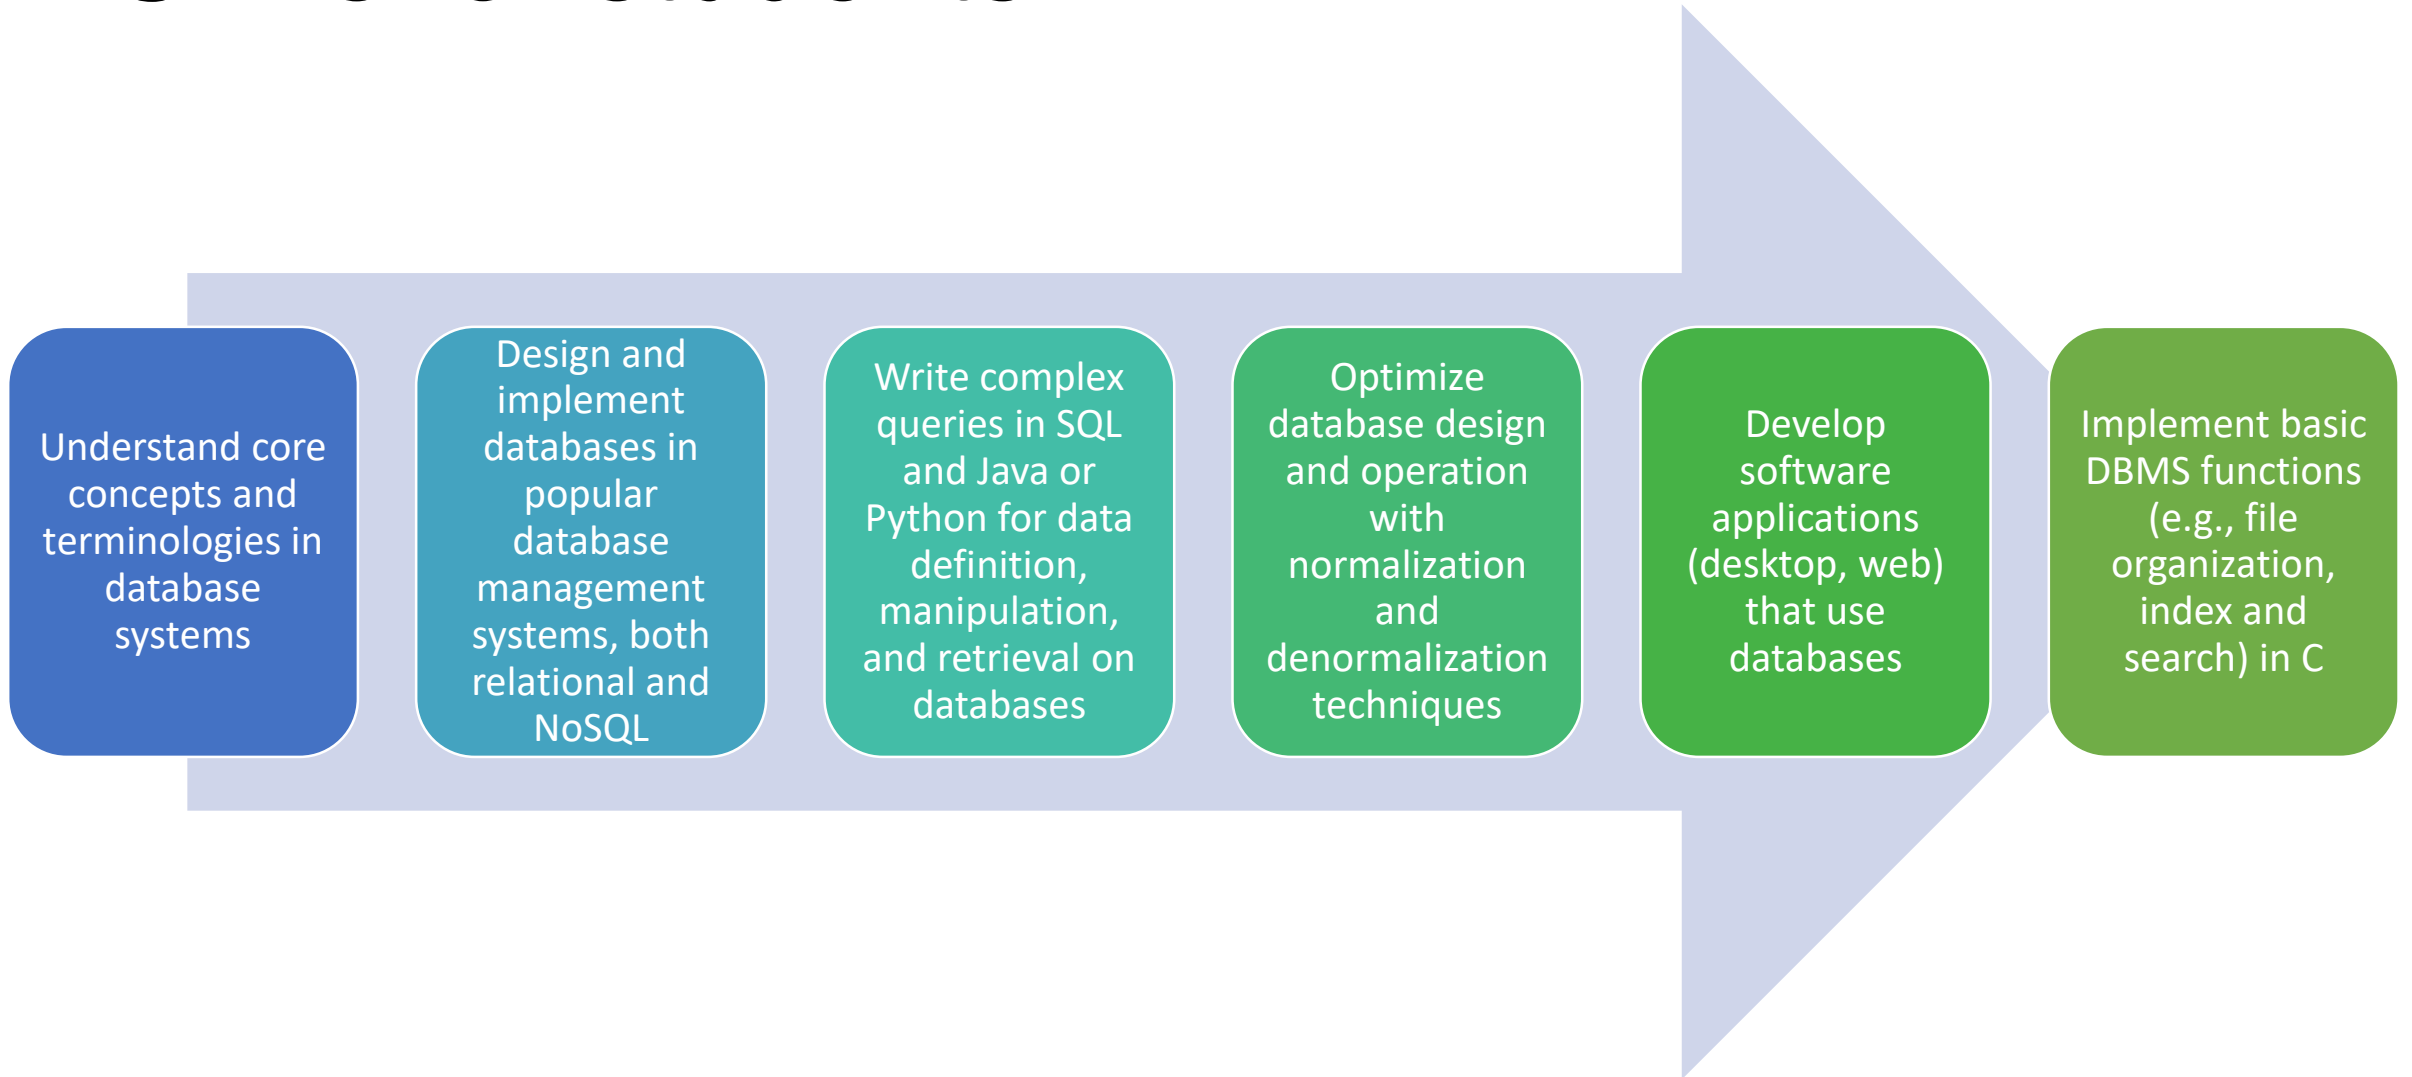 Understand core
concepts and
terminologies in
database
systems
Design and
implement
databases in
popular
database
management
systems, both
relational and
NoSQL
Write complex
queries in SQL
and Java or
Python for data
definition,
manipulation,
and retrieval on
databases
Optimize
database design
and operation
with
normalization
and
denormalization
techniques
Develop
software
applications
(desktop, web)
that use
databases
Implement basic
DBMS functions
(e.g., file
organization,
index and
search) in C